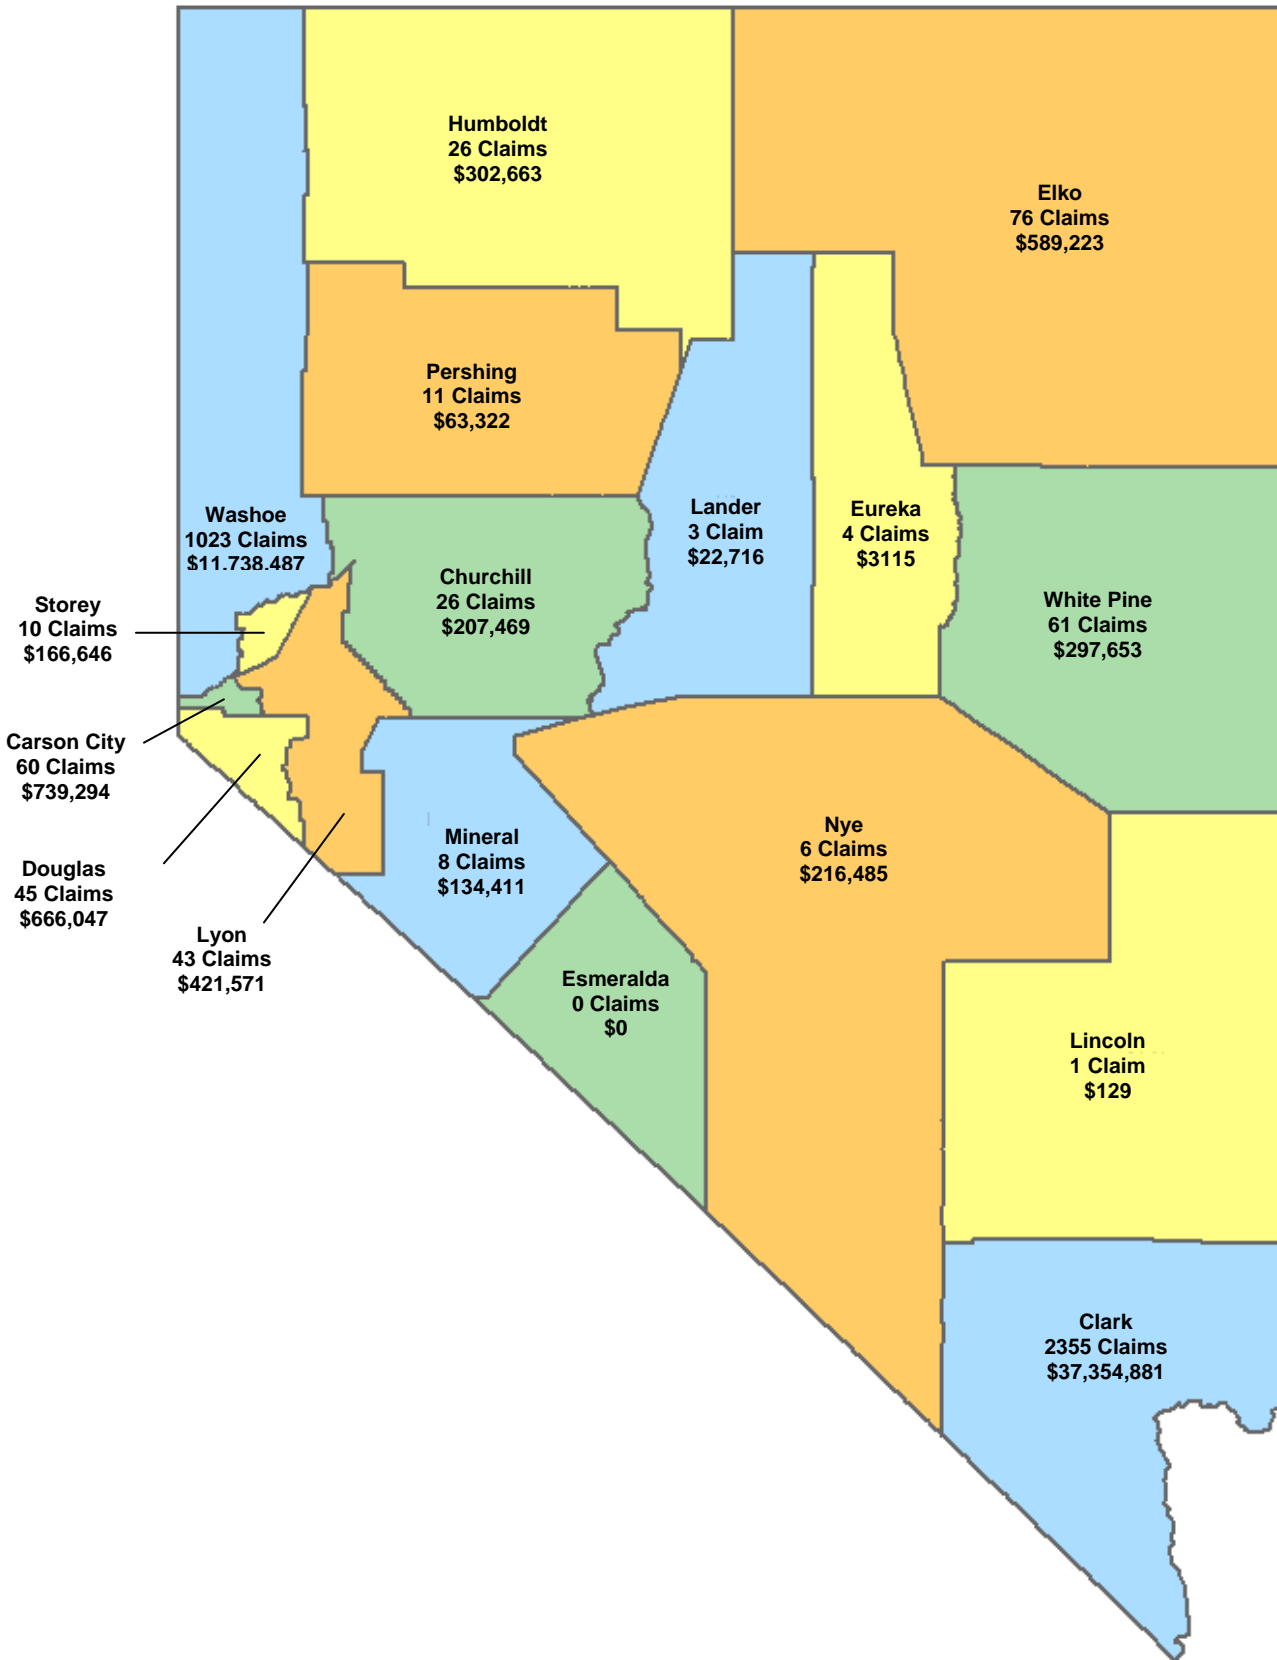 Humboldt
26 Claims
$302,663
Elko
76 Claims
$589,223
Pershing
11 Claims
$63,322
Washoe
1023 Claims
$11,738,487
Lander
3 Claim
$22,716
Eureka
4 Claims
$3115
Churchill
26 Claims
$207,469
White Pine
61 Claims
$297,653
Storey
10 Claims
$166,646
Carson City
60 Claims
$739,294
Douglas
45 Claims
$666,047
Lyon
43 Claims
$421,571
Mineral
8 Claims
$134,411
Nye
6 Claims
$216,485
Esmeralda
0 Claims
$0
Lincoln
1 Claim
$129
Clark
2355 Claims
$37,354,881